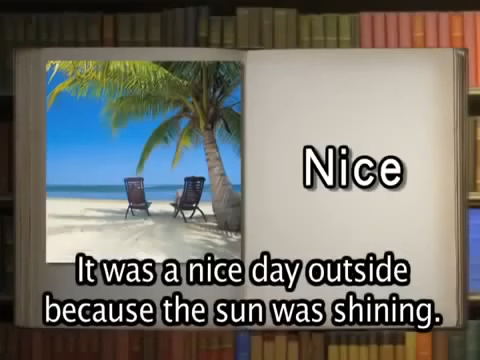 Nice
It was a nice day outside
because the sun was shining.